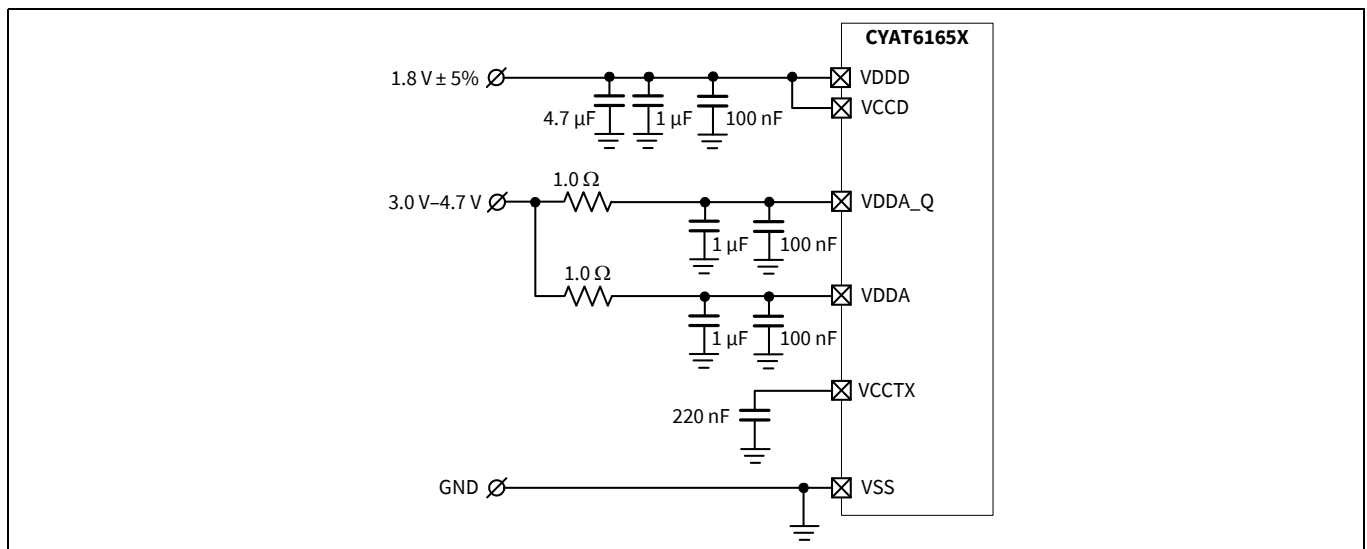 CYAT6165X
1.8 V ± 5%
VDDD
VCCD
4.7 µF
1 µF
100 nF
1.0 Ω
3.0 V–4.7 V
VDDA_Q
1 µF
100 nF
1.0 Ω
VDDA
1 µF
100 nF
VCCTX
220 nF
GND
VSS